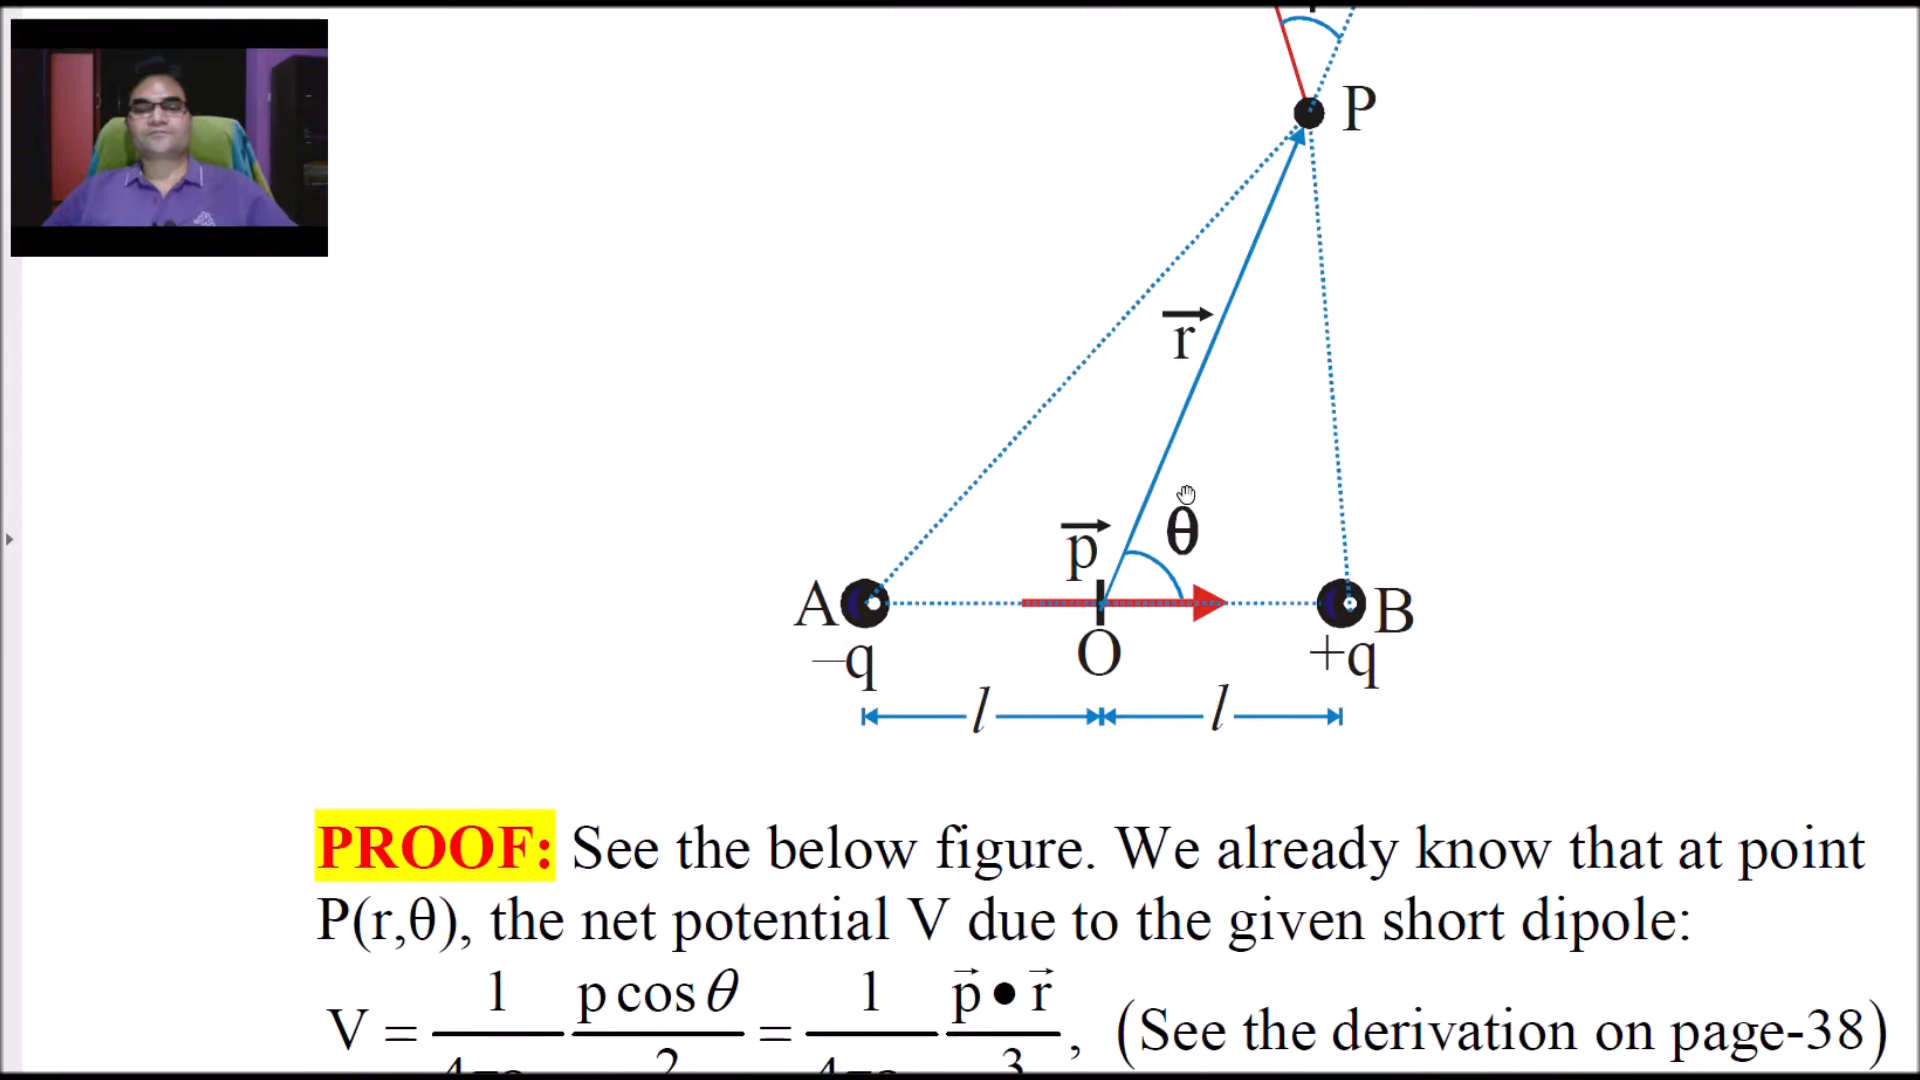 P
r
p
θ
A
O
B
–q
+q
l
l
PROOF: See the below figure. We already know that at point
P(r,θ), the net potential V due to the given short dipole:
V = 1 p cos θ = 1 p • r , (See the derivation on page-38)